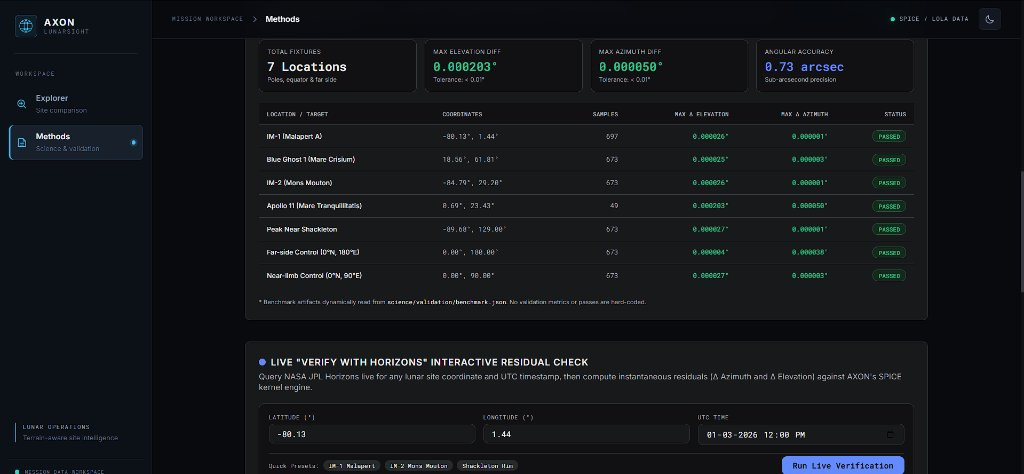 AXON
LUNARSIGHT
WORKSPACE
Explorer
Site comparison
Methods
Science & validation
LUNAR OPERATIONS
Terrain-aware site intelligence
MISSION DATA WORKSPACE
MISSION WORKSPACE > Methods
SPICE / LOLA DATA
TOTAL FIXTURES
7 Locations
Poles, equator & far side
MAX ELEVATION DIFF
0.000203°
Tolerance: < 0.01°
MAX AZIMUTH DIFF
0.000050°
Tolerance: < 0.01°
ANGULAR ACCURACY
0.73 arcsec
Sub-arcsecond precision
LOCATION / TARGET COORDINATES SAMPLES MAX Δ ELEVATION MAX Δ AZIMUTH STATUS
IM-1 (Malapert A) -80.13°, 1.44° 697 0.000026° 0.000001° PASSED
Blue Ghost 1 (Mare Crisium) 18.56°, 61.81° 673 0.000025° 0.000003° PASSED
IM-2 (Mons Mouton) -84.79°, 29.20° 673 0.000026° 0.000001° PASSED
Apollo 11 (Mare Tranquillitatis) 0.69°, 23.43° 49 0.000203° 0.000050° PASSED
Peak Near Shackleton -89.68°, 129.00° 673 0.000027° 0.000001° PASSED
Far-side Control (0°N, 180°E) 0.00°, 180.00° 673 0.000004° 0.000038° PASSED
Near-limb Control (0°N, 90°E) 0.00°, 90.00° 673 0.000027° 0.000003° PASSED
* Benchmark artifacts dynamically read from science/validation/benchmark.json. No validation metrics or passes are hard-coded.
LIVE "VERIFY WITH HORIZONS" INTERACTIVE RESIDUAL CHECK
Query NASA JPL Horizons live for any lunar site coordinate and UTC timestamp, then compute instantaneous residuals (Δ Azimuth and Δ Elevation) against AXON's SPICE
kernel engine.
LATITUDE (°) LONGITUDE (°) UTC TIME
-80.13 1.44 01-03-2026 12:00 PM
Quick Presets: IM-1 Malapert IM-2 Mons Mouton Shackleton Rim
Run Live Verification